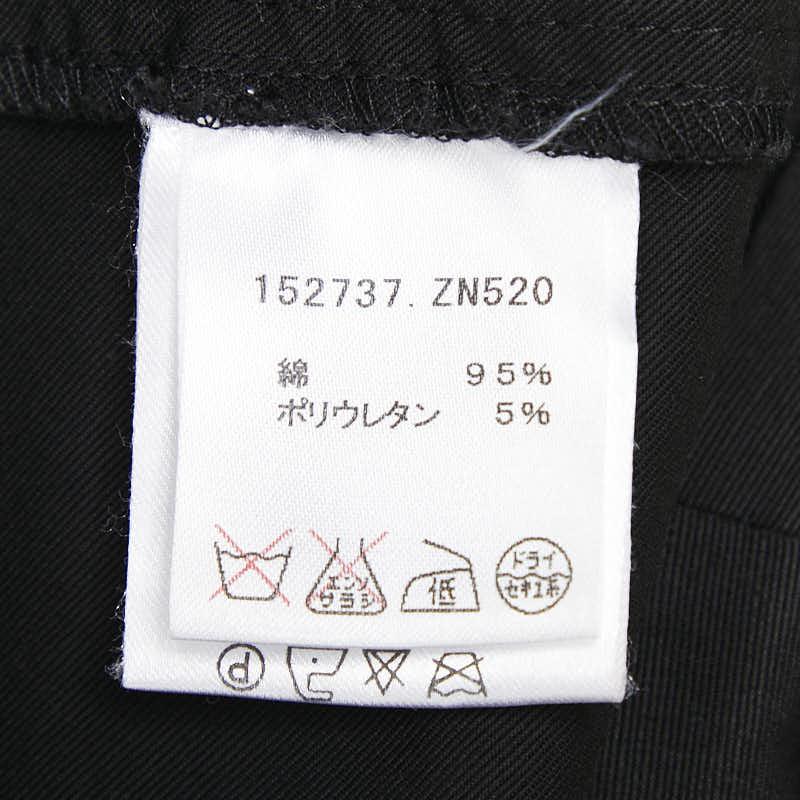 152737. ZN520
綿 95%
ポリウレタン 5%
エンソ サラシ
低
ドライ
セキユ系
P